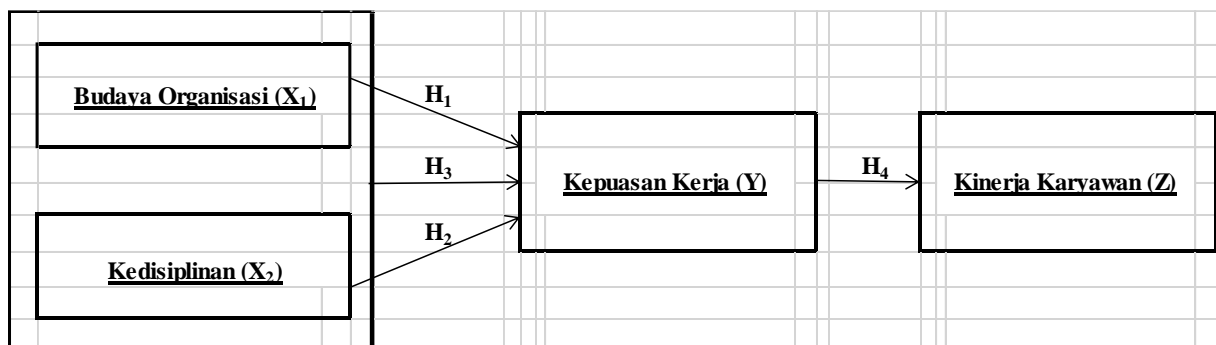 Budaya Organisasi (X₁)
H₁
H₃
Kepuasan Kerja (Y)
H₄
Kinerja Karyawan (Z)
H₂
Kedisiplinan (X₂)